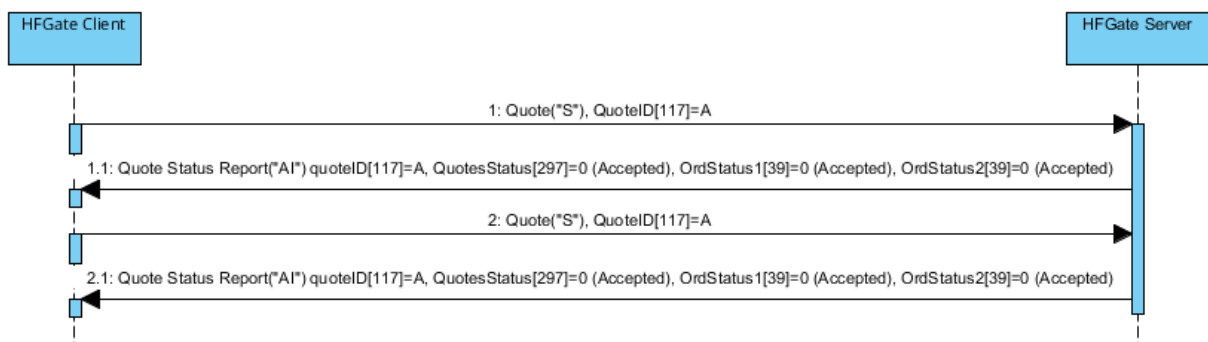 HFGate Client
HFGate Server
1: Quote("S"), QuoteID[117]=A
1.1: Quote Status Report("AI") quoteID[117]=A, QuotesStatus[297]=0 (Accepted), OrdStatus1[39]=0 (Accepted), OrdStatus2[39]=0 (Accepted)
2: Quote("S"), QuoteID[117]=A
2.1: Quote Status Report("AI") quoteID[117]=A, QuotesStatus[297]=0 (Accepted), OrdStatus1[39]=0 (Accepted), OrdStatus2[39]=0 (Accepted)